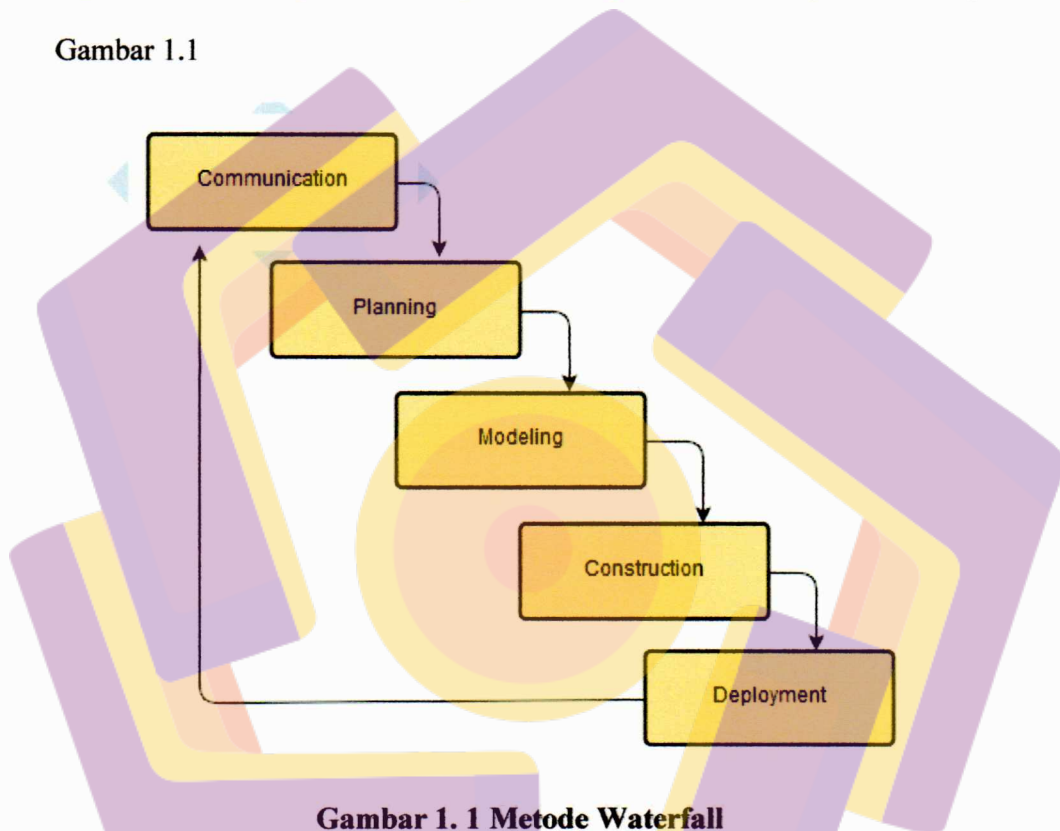 Gambar 1.1
Communication
Planning
Modeling
Construction
Deployment
Gambar 1. 1 Metode Waterfall